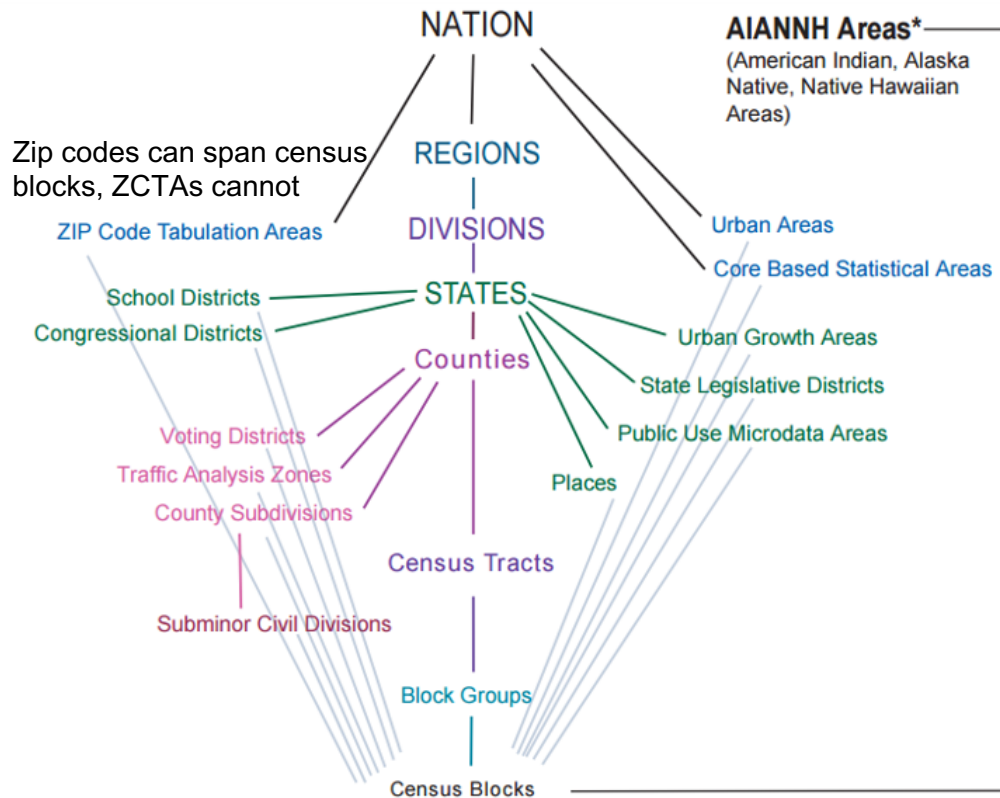 NATION
AIANNH Areas*
(American Indian, Alaska
Native, Native Hawaiian
Areas)
Zip codes can span census
blocks, ZCTAs cannot
REGIONS
ZIP Code Tabulation Areas
DIVISIONS
Urban Areas
Core Based Statistical Areas
School Districts
STATES
Congressional Districts
Urban Growth Areas
Counties
State Legislative Districts
Voting Districts
Public Use Microdata Areas
Traffic Analysis Zones
Places
County Subdivisions
Census Tracts
Subminor Civil Divisions
Block Groups
Census Blocks